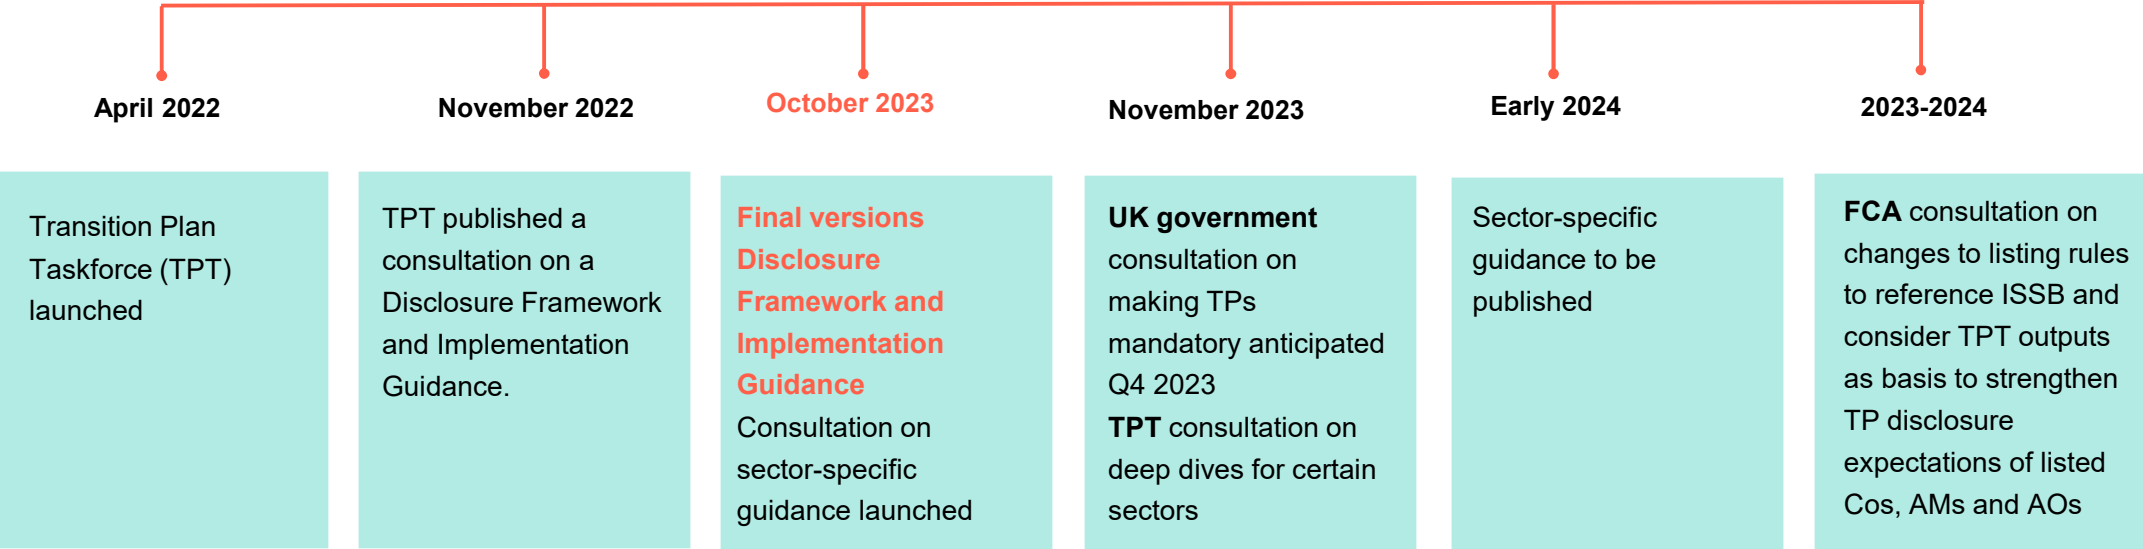 April 2022
Transition Plan
Taskforce (TPT)
launched
November 2022
TPT published a
consultation on a
Disclosure Framework
and Implementation
Guidance.
October 2023
Final versions
Disclosure
Framework and
Implementation
Guidance
Consultation on
sector-specific
guidance launched
November 2023
UK government
consultation on
making TPs
mandatory anticipated
Q4 2023
TPT consultation on
deep dives for certain
sectors
Early 2024
Sector-specific
guidance to be
published
2023-2024
FCA consultation on
changes to listing rules
to reference ISSB and
consider TPT outputs
as basis to strengthen
TP disclosure
expectations of listed
Cos, AMs and AOs